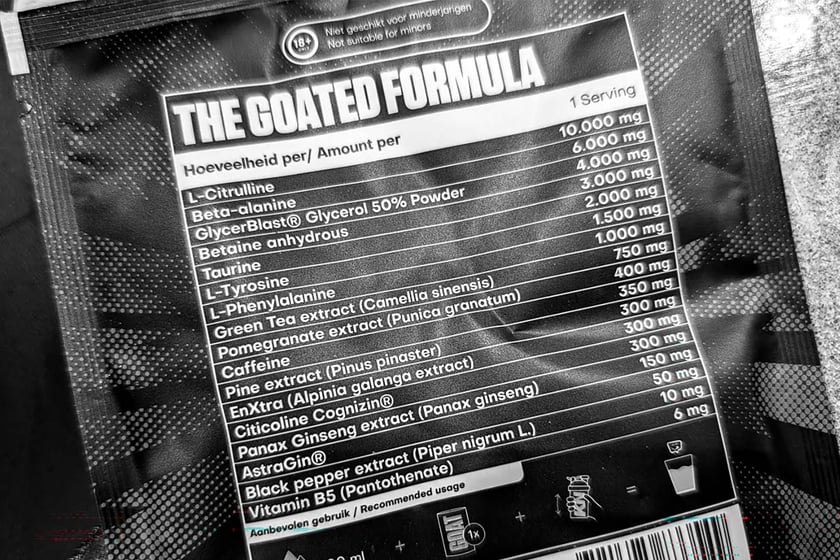 18+
ONLY
Niet geschikt voor minderjarigen
Not suitable for minors
THE GOATED FORMULA
Hoeveelheid per/ Amount per 1 Serving
L-Citrulline 10.000 mg
Beta-alanine 6.000 mg
GlycerBlast® Glycerol 50% Powder 4.000 mg
Betaine anhydrous 3.000 mg
Taurine 2.000 mg
L-Tyrosine 1.500 mg
L-Phenylalanine 1.000 mg
Green Tea extract (Camellia sinensis) 750 mg
Pomegranate extract (Punica granatum) 400 mg
Caffeine 350 mg
Pine extract (Pinus pinaster) 300 mg
EnXtra (Alpinia galanga extract) 300 mg
Citicoline Cognizin® 300 mg
Panax Ginseng extract (Panax ginseng) 150 mg
AstraGin® 50 mg
Black pepper extract (Piper nigrum L.) 10 mg
Vitamin B5 (Pantothenate) 6 mg
Aanbevolen gebruik / Recommended usage
ml + GOAT 1x + =